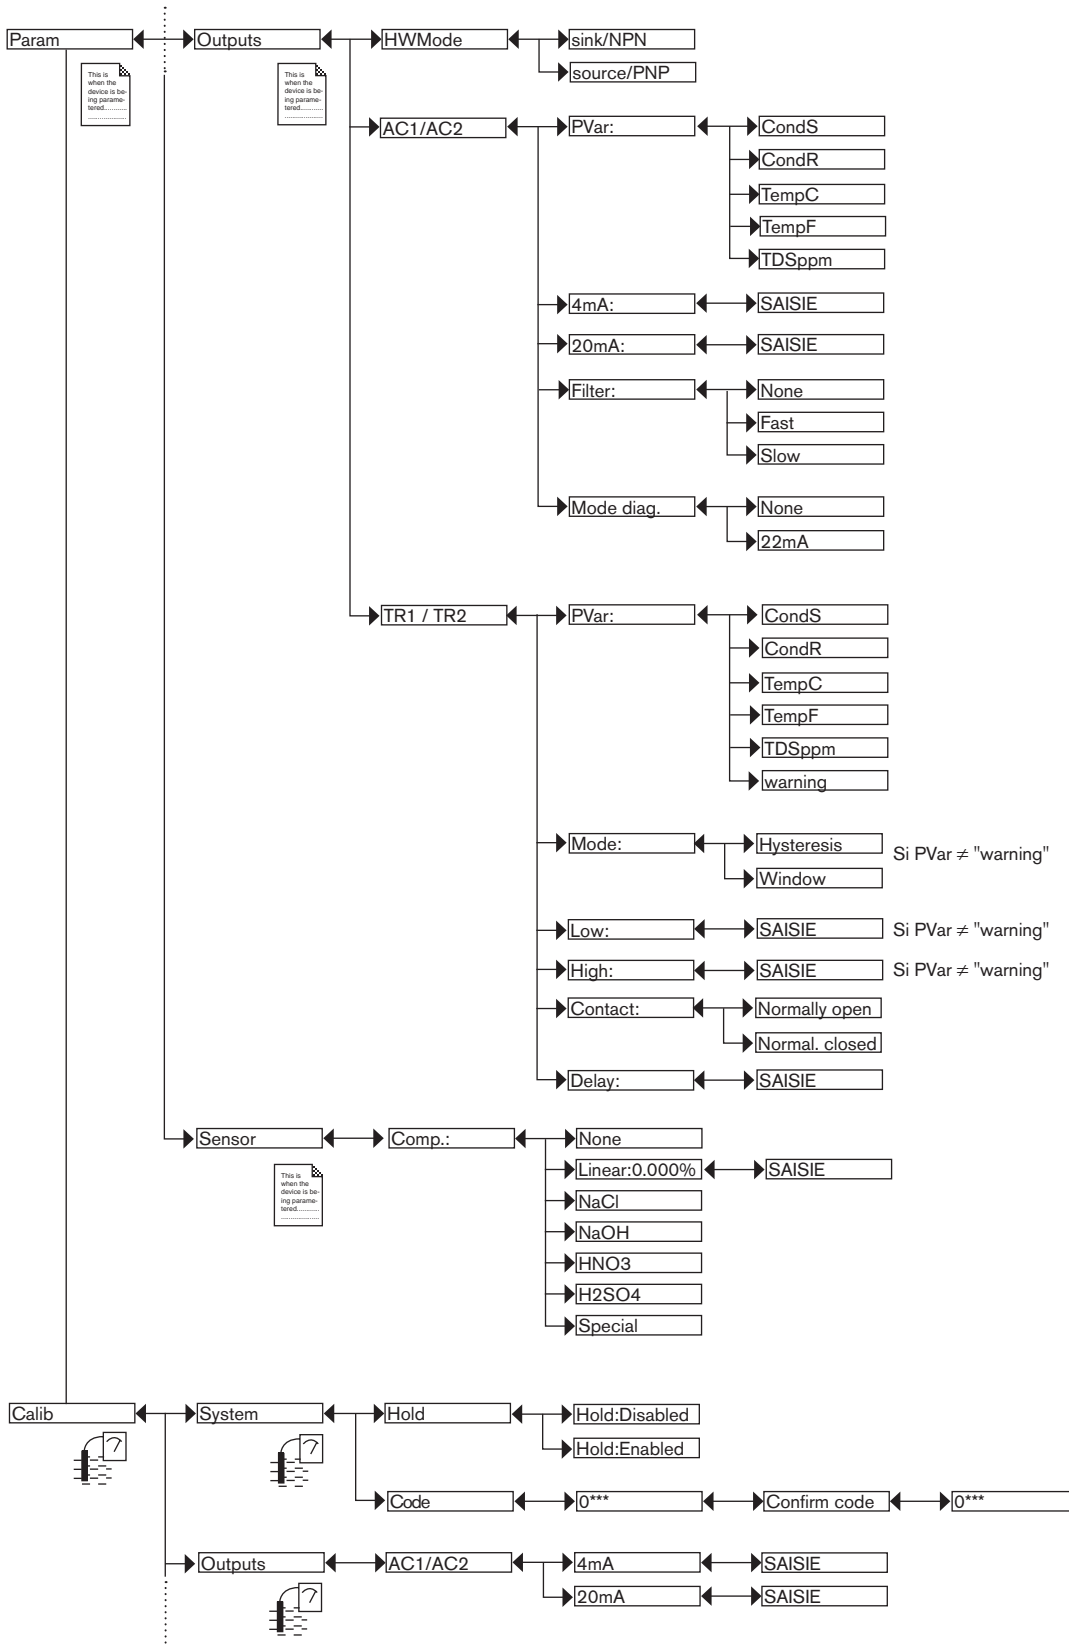 Param
Outputs
HWMode
sink/NPN
source/PNP
This is
when the
device is be-
ing parame-
tered............
......................
This is
when the
device is be-
ing parame-
tered............
......................
AC1/AC2
PVar:
CondS
CondR
TempC
TempF
TDSppm
4mA:
SAISIE
20mA:
SAISIE
Filter:
None
Fast
Slow
Mode diag.
None
22mA
TR1 / TR2
PVar:
CondS
CondR
TempC
TempF
TDSppm
warning
Mode:
Hysteresis
Si PVar ≠ "warning"
Window
Low:
SAISIE
Si PVar ≠ "warning"
High:
SAISIE
Si PVar ≠ "warning"
Contact:
Normally open
Normal. closed
Delay:
SAISIE
Sensor
Comp.:
None
This is
when the
device is be-
ing parame-
tered............
......................
Linear:0.000%
SAISIE
NaCl
NaOH
HNO3
H2SO4
Special
Calib
System
Hold
Hold:Disabled
Hold:Enabled
Code
0***
Confirm code
0***
Outputs
AC1/AC2
4mA
SAISIE
20mA
SAISIE